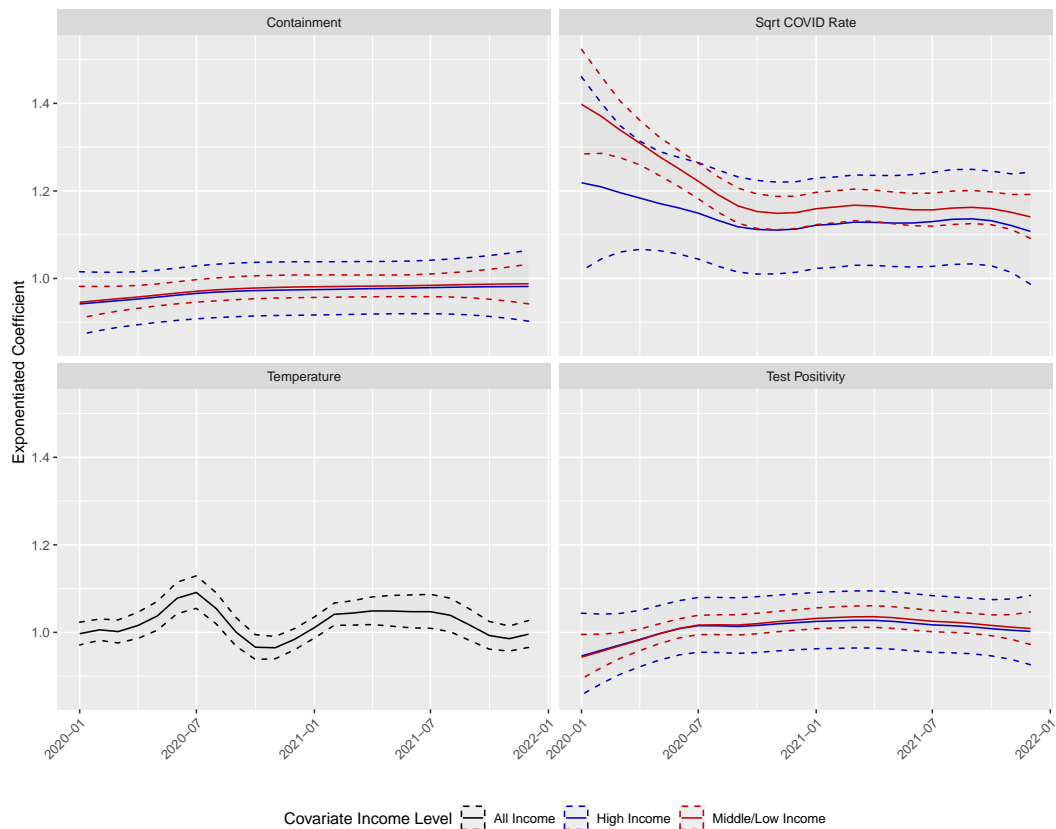 Containment
Sqrt COVID Rate
1.4
1.2
1.0
Temperature
Test Positivity
1.4
1.2
1.0
Exponentiated Coefficient
2020−01
2020−07
2021−01
2021−07
2022−01
2020−01
2020−07
2021−01
2021−07
2022−01
Covariate Income Level All Income High Income Middle/Low Income